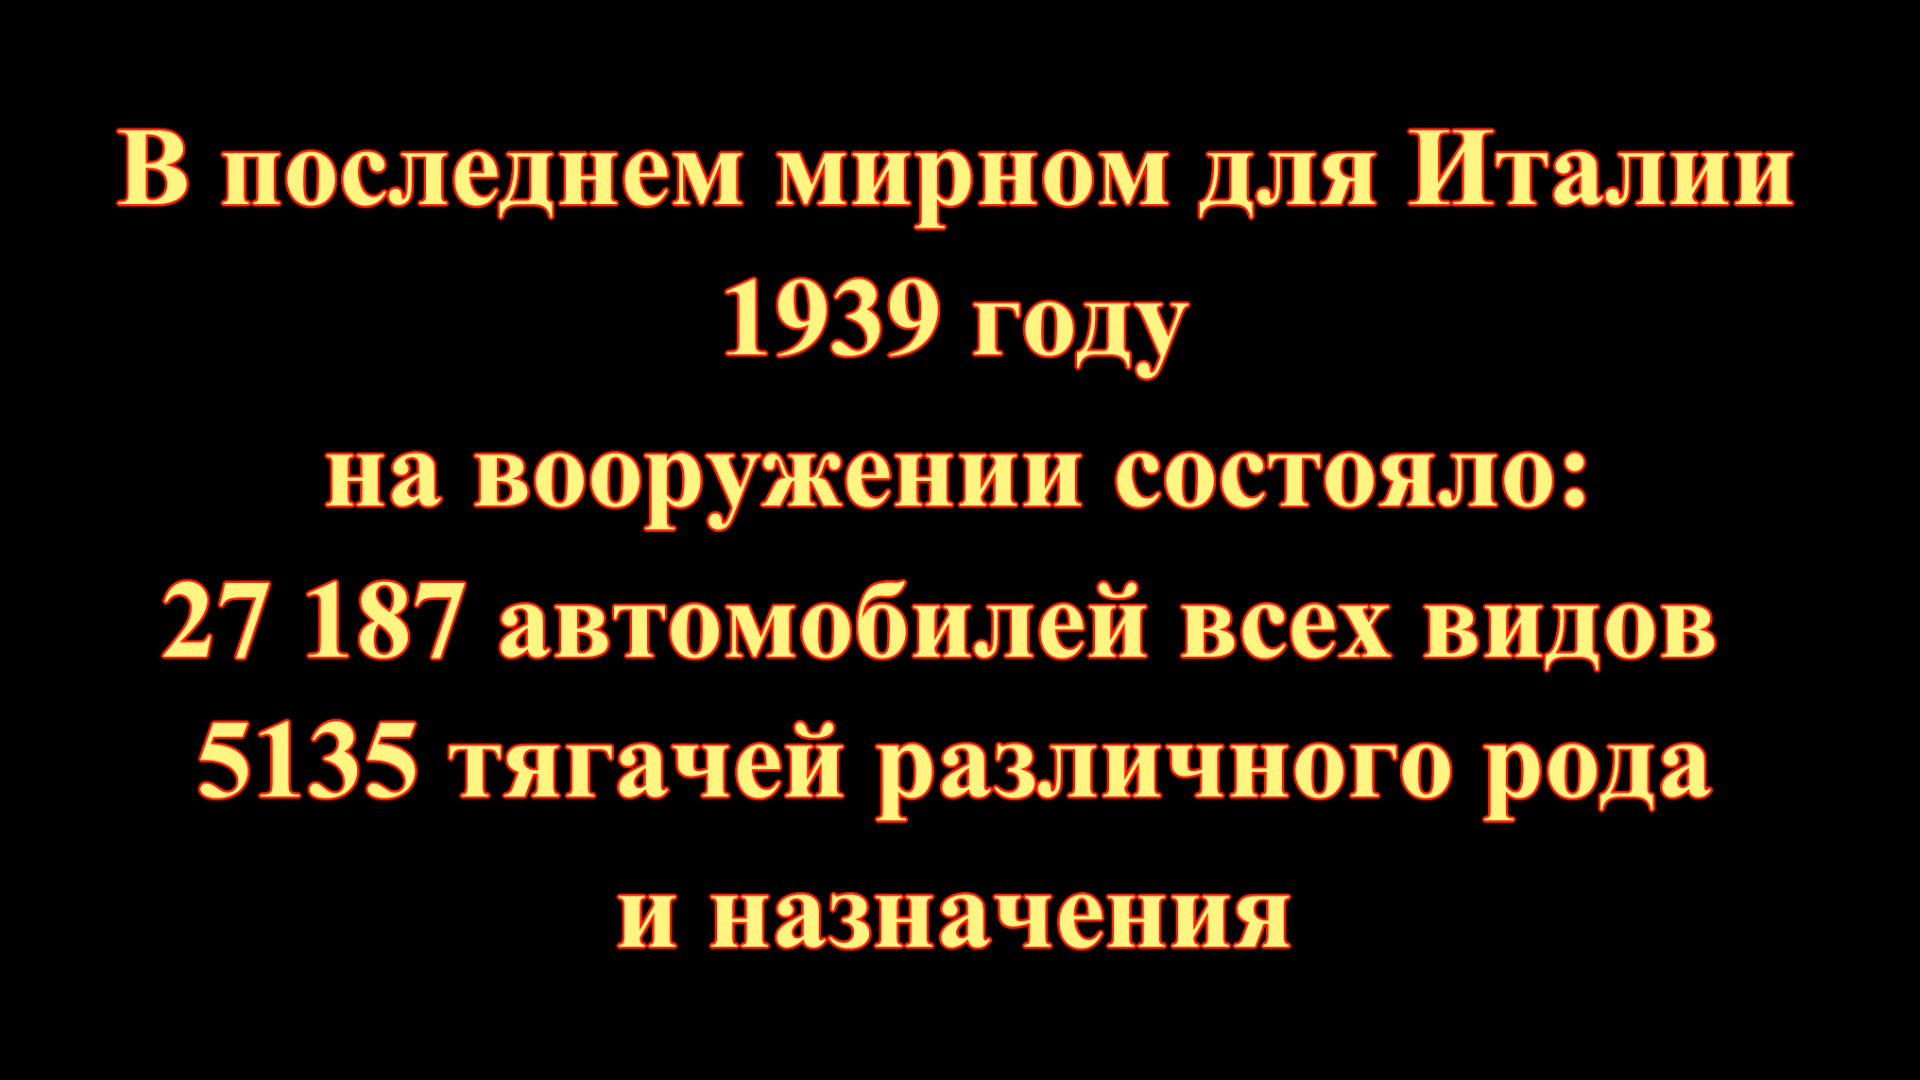 В последнем мирном для Италии
1939 году
на вооружении состояло:
27 187 автомобилей всех видов
5135 тягачей различного рода
и назначения